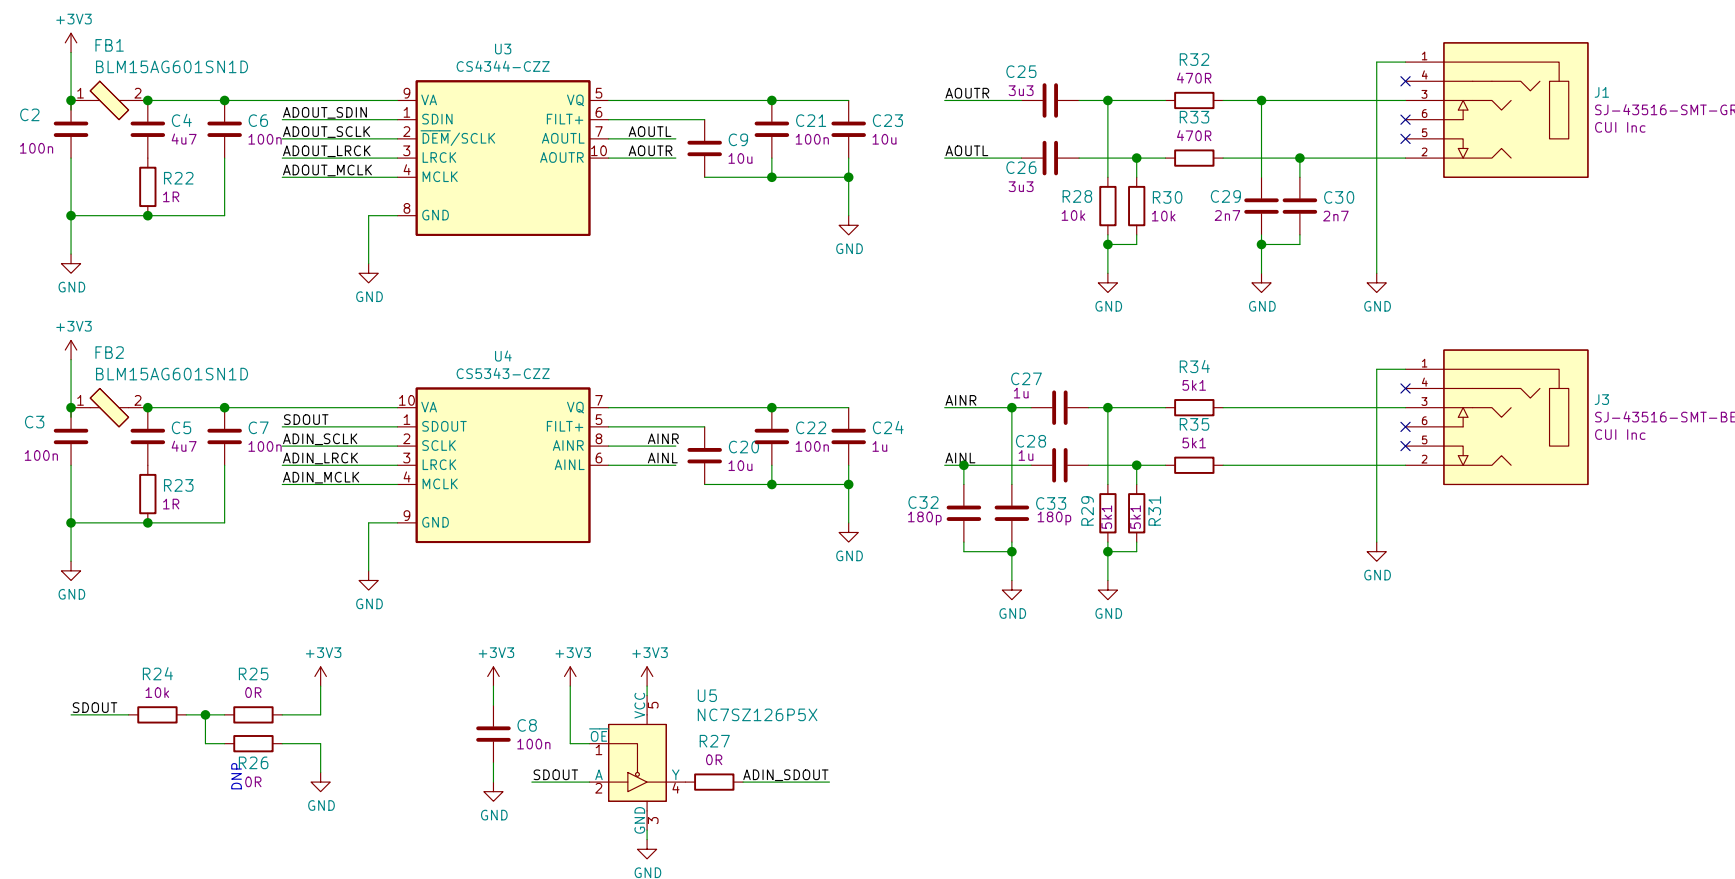 +3V3
FB1
BLM15AG601SN1D
1
2
C2
100n
C4
4u7
C6
100n
R22
1R
GND
ADOUT_SDIN
ADOUT_SCLK
ADOUT_LRCK
ADOUT_MCLK
U3
CS4344-CZZ
9 VA
1 SDIN
2 DEM/SCLK
3 LRCK
4 MCLK
8 GND
VQ 5
FILT+ 6
AOUTL 7
AOUTR 10
GND
AOUTL
AOUTR
C9
10u
C21
100n
C23
10u
GND
AOUTR
C25
3u3
AOUTL
C26
3u3
R28
10k
R30
10k
GND
R32
470R
R33
470R
C29
2n7
C30
2n7
GND
GND
1
4
3
6
5
2
J1
SJ-43516-SMT-GR
CUI Inc
+3V3
FB2
BLM15AG601SN1D
1
2
C3
100n
C5
4u7
C7
100n
R23
1R
GND
SDOUT
ADIN_SCLK
ADIN_LRCK
ADIN_MCLK
U4
CS5343-CZZ
10 VA
1 SDOUT
2 SCLK
3 LRCK
4 MCLK
9 GND
VQ 7
FILT+ 5
AINR 8
AINL 6
GND
AINR
AINL
C20
10u
C22
100n
C24
1u
GND
AINR
C27
1u
AINL
C28
1u
C32
180p
C33
180p
GND
R29
5k1
5k1
R31
GND
R34
5k1
R35
5k1
GND
1
4
3
6
5
2
J3
SJ-43516-SMT-BE
CUI Inc
SDOUT
R24
10k
R25
0R
+3V3
R26
0R
DNP
GND
+3V3
C8
100n
GND
+3V3
+3V3
VCC
5
U5
NC7SZ126P5X
OE
1
SDOUT
A
2
Y
4
GND
3
GND
R27
0R
ADIN_SDOUT